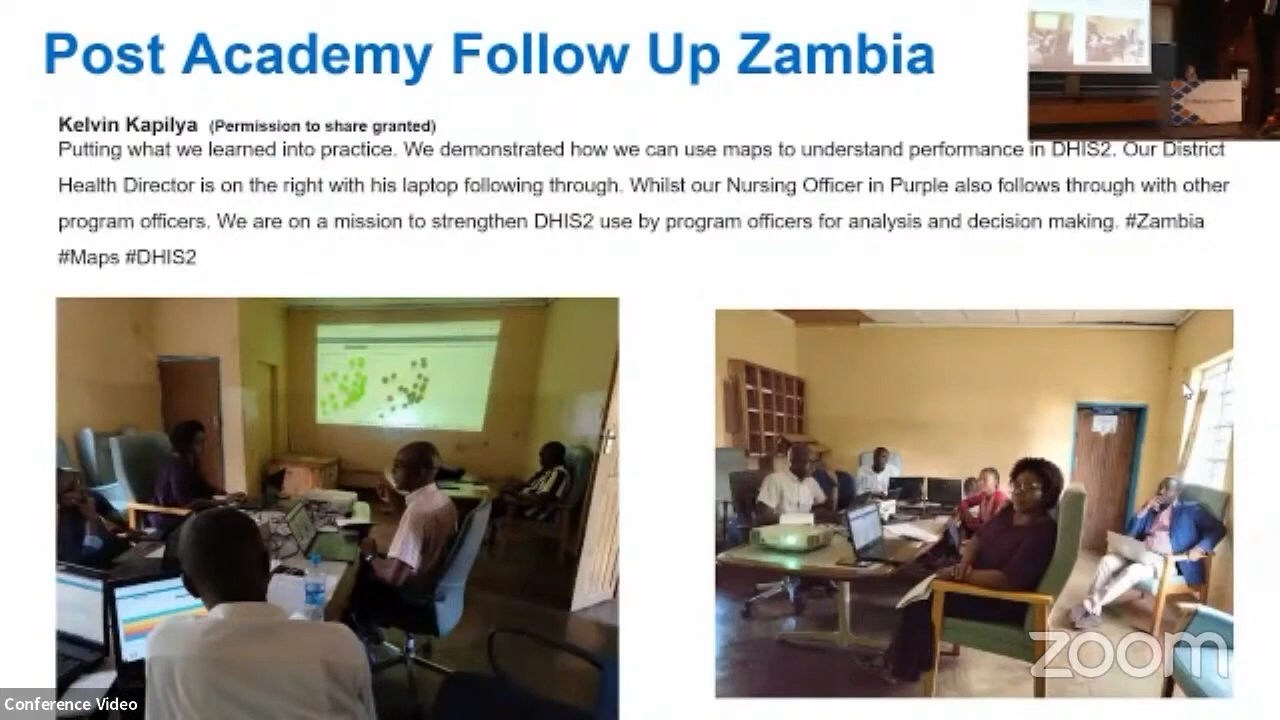 Post Academy Follow Up Zambia
Kelvin Kapilya (Permission to share granted)
Putting what we learned into practice. We demonstrated how we can use maps to understand performance in DHIS2. Our District
Health Director is on the right with his laptop following through. Whilst our Nursing Officer in Purple also follows through with other
program officers. We are on a mission to strengthen DHIS2 use by program officers for analysis and decision making. #Zambia
#Maps #DHIS2
zoom
Conference Video